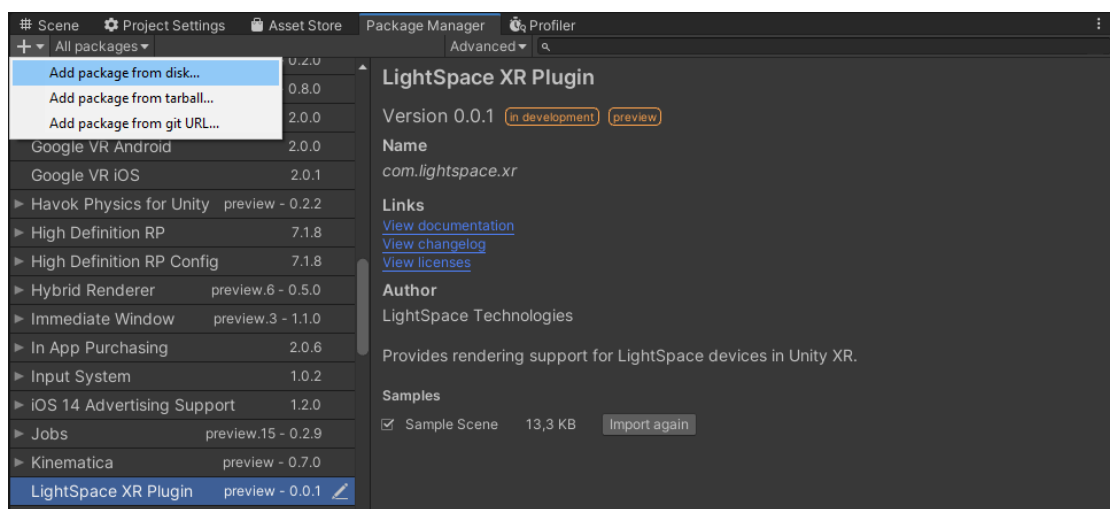 Scene Project Settings Asset Store Package Manager Profiler
+ All packages Advanced
Add package from disk...
Add package from tarball...
Add package from git URL...
0.2.0
0.8.0
2.0.0
Google VR Android 2.0.0
Google VR iOS 2.0.1
Havok Physics for Unity preview - 0.2.2
High Definition RP 7.1.8
High Definition RP Config 7.1.8
Hybrid Renderer preview.6 - 0.5.0
Immediate Window preview.3 - 1.1.0
In App Purchasing 2.0.6
Input System 1.0.2
iOS 14 Advertising Support 1.2.0
Jobs preview.15 - 0.2.9
Kinematica preview - 0.7.0
LightSpace XR Plugin preview - 0.0.1
LightSpace XR Plugin
Version 0.0.1 in development preview
Name
com.lightspace.xr
Links
View documentation
View changelog
View licenses
Author
LightSpace Technologies
Provides rendering support for LightSpace devices in Unity XR.
Samples
Sample Scene 13,3 KB Import again